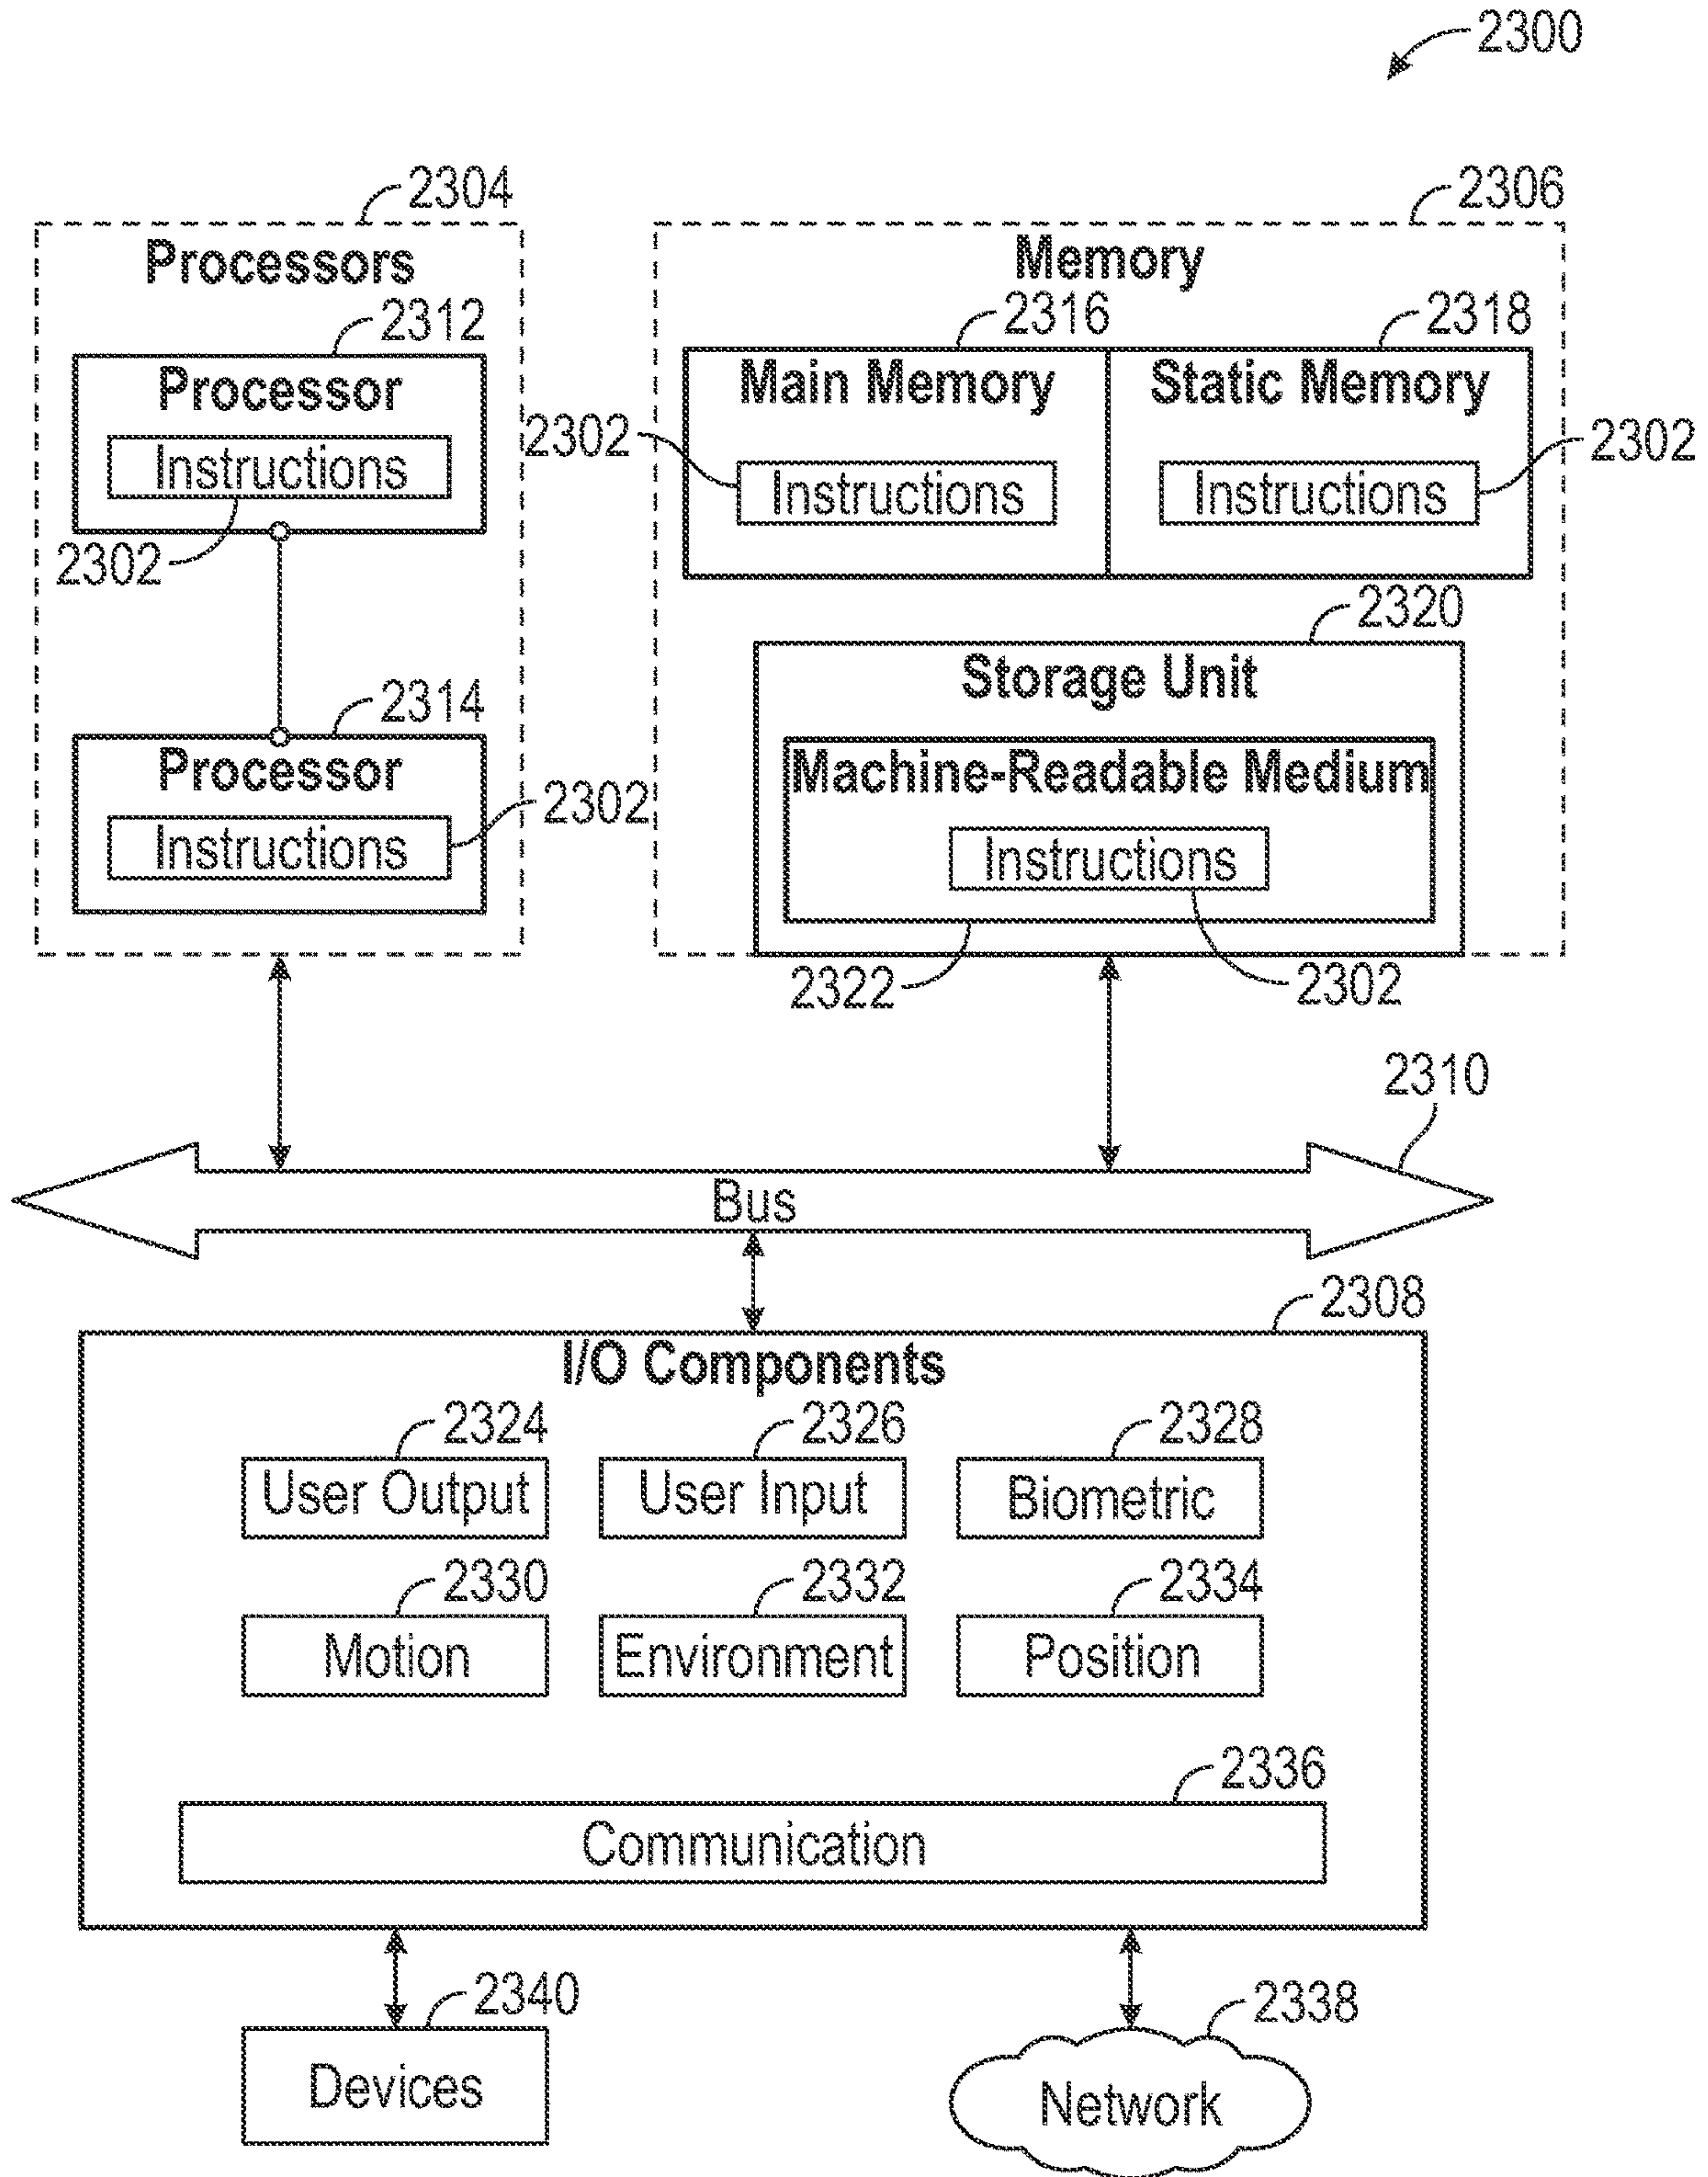 2300
2304
Processors
2312
Processor
Instructions
2302
2314
Processor
Instructions
2302
2306
Memory
2316
2318
Main Memory
Static Memory
2302
Instructions
Instructions
2302
2320
Storage Unit
Machine-Readable Medium
Instructions
2322
2302
2310
Bus
2308
I/O Components
2324
2326
2328
User Output
User Input
Biometric
2330
2332
2334
Motion
Environment
Position
2336
Communication
2340
2338
Devices
Network